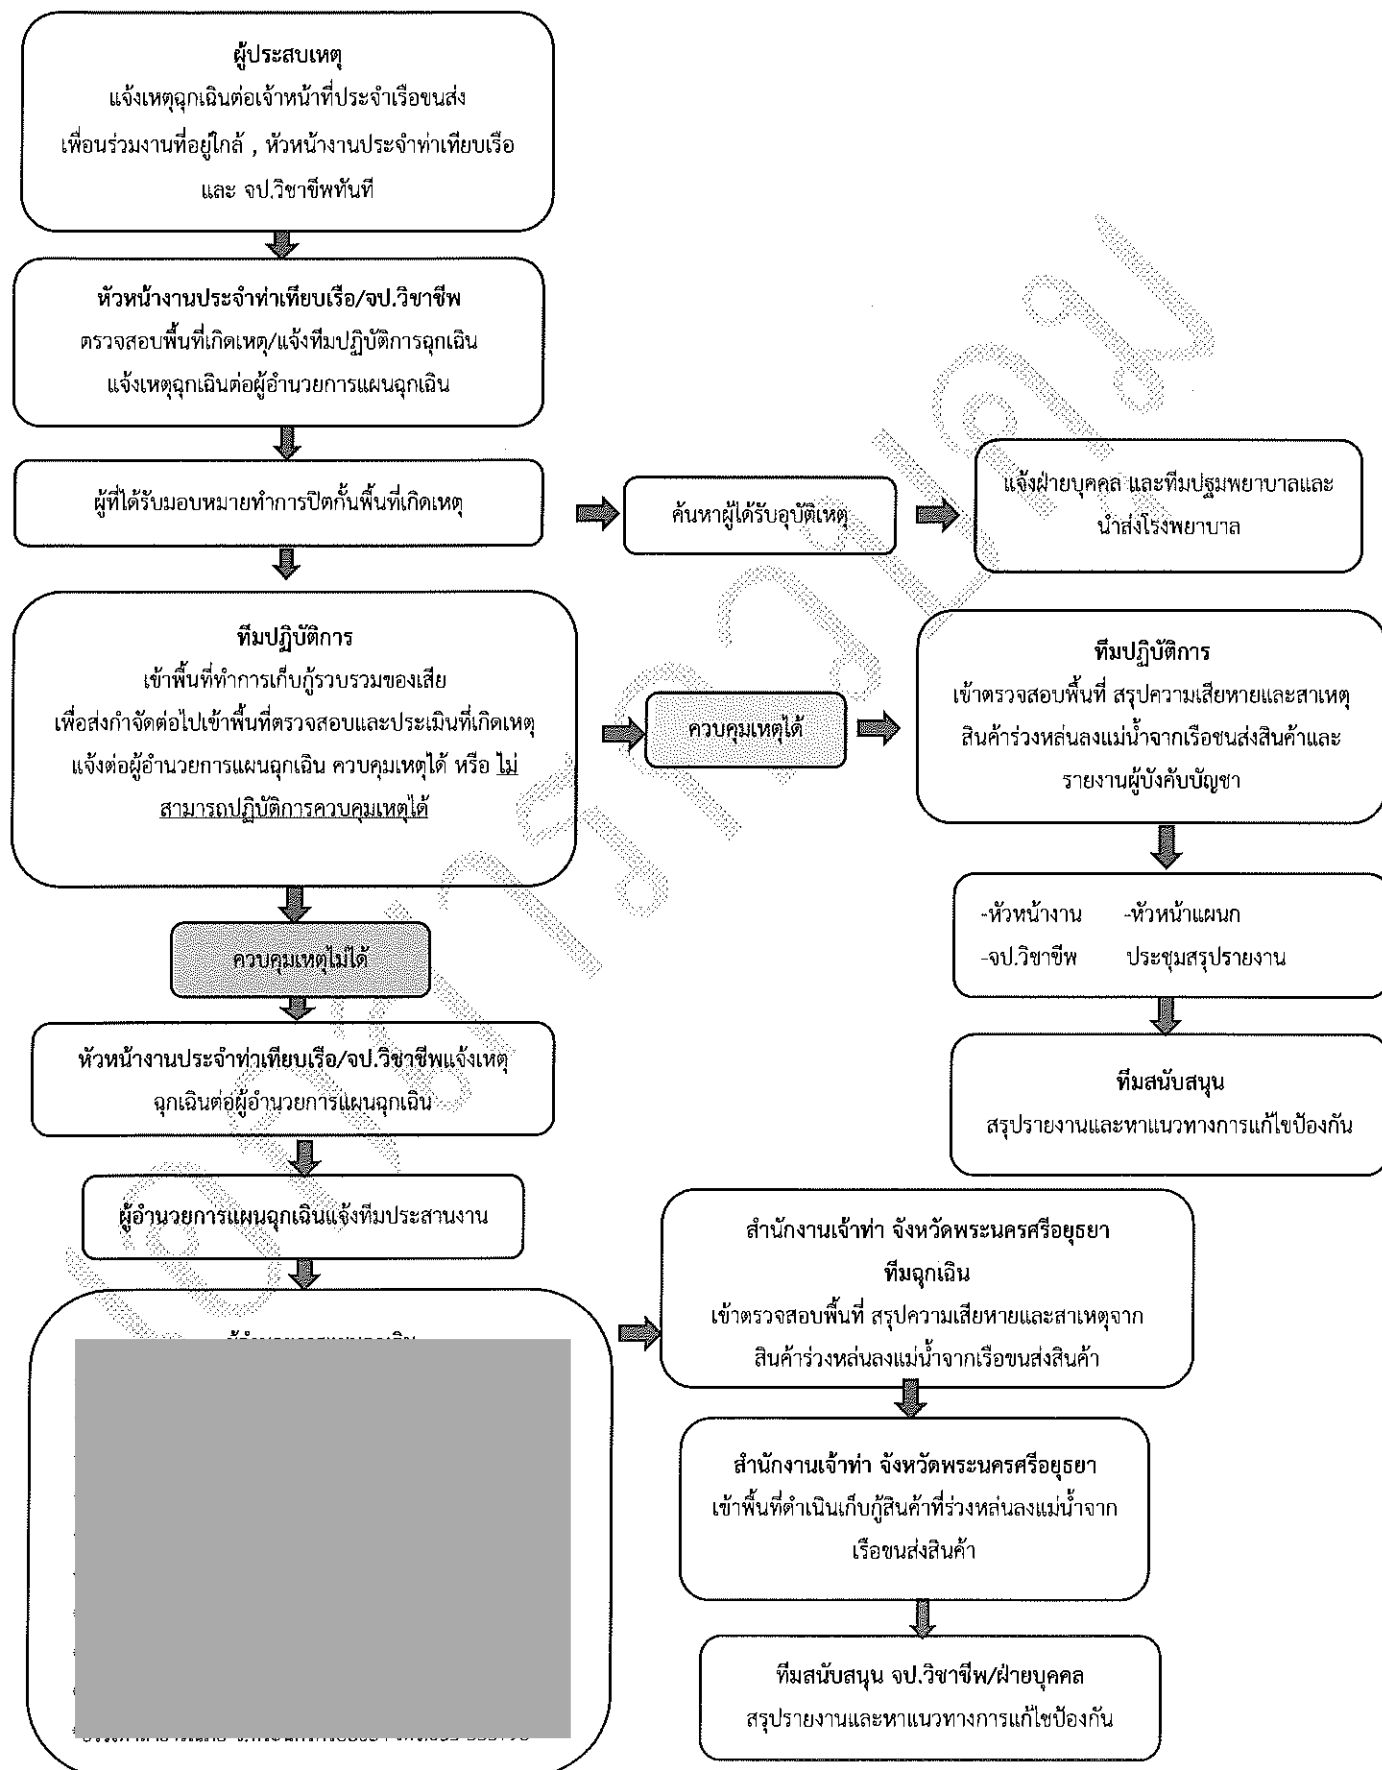 ผู้ประสบเหตุ
แจ้งเหตุฉุกเฉินต่อเจ้าหน้าที่ประจำเรือขนส่ง
เพื่อนร่วมงานที่อยู่ใกล้ , หัวหน้างานประจำท่าเทียบเรือ
และ จป.วิชาชีพทันที
หัวหน้างานประจำท่าเทียบเรือ/จป.วิชาชีพ
ตรวจสอบพื้นที่เกิดเหตุ/แจ้งทีมปฏิบัติการฉุกเฉิน
แจ้งเหตุฉุกเฉินต่อผู้อำนวยการแผนฉุกเฉิน
ผู้ที่ได้รับมอบหมายทำการปิดกั้นพื้นที่เกิดเหตุ
ค้นหาผู้ได้รับอุบัติเหตุ
แจ้งฝ่ายบุคคล และทีมปฐมพยาบาลและ
นำส่งโรงพยาบาล
ทีมปฏิบัติการ
เข้าพื้นที่ทำการเก็บกู้รวบรวมของเสีย
เพื่อส่งกำจัดต่อไปเข้าพื้นที่ตรวจสอบและประเมินที่เกิดเหตุ
แจ้งต่อผู้อำนวยการแผนฉุกเฉิน ควบคุมเหตุได้ หรือ ไม่
สามารถปฏิบัติการควบคุมเหตุได้
ควบคุมเหตุได้
ทีมปฏิบัติการ
เข้าตรวจสอบพื้นที่ สรุปความเสียหายและสาเหตุ
สินค้าร่วงหล่นลงแม่น้ำจากเรือขนส่งสินค้าและ
รายงานผู้บังคับบัญชา
-หัวหน้างาน -หัวหน้าแผนก
-จป.วิชาชีพ ประชุมสรุปรายงาน
ทีมสนับสนุน
สรุปรายงานและหาแนวทางการแก้ไขป้องกัน
ควบคุมเหตุไม่ได้
หัวหน้างานประจำท่าเทียบเรือ/จป.วิชาชีพแจ้งเหตุ
ฉุกเฉินต่อผู้อำนวยการแผนฉุกเฉิน
ผู้อำนวยการแผนฉุกเฉินแจ้งทีมประสานงาน
สำนักงานเจ้าท่า จังหวัดพระนครศรีอยุธยา
ทีมฉุกเฉิน
เข้าตรวจสอบพื้นที่ สรุปความเสียหายและสาเหตุจาก
สินค้าร่วงหล่นลงแม่น้ำจากเรือขนส่งสินค้า
สำนักงานเจ้าท่า จังหวัดพระนครศรีอยุธยา
เข้าพื้นที่ดำเนินเก็บกู้สินค้าที่ร่วงหล่นลงแม่น้ำจาก
เรือขนส่งสินค้า
ทีมสนับสนุน จป.วิชาชีพ/ฝ่ายบุคคล
สรุปรายงานและหาแนวทางการแก้ไขป้องกัน